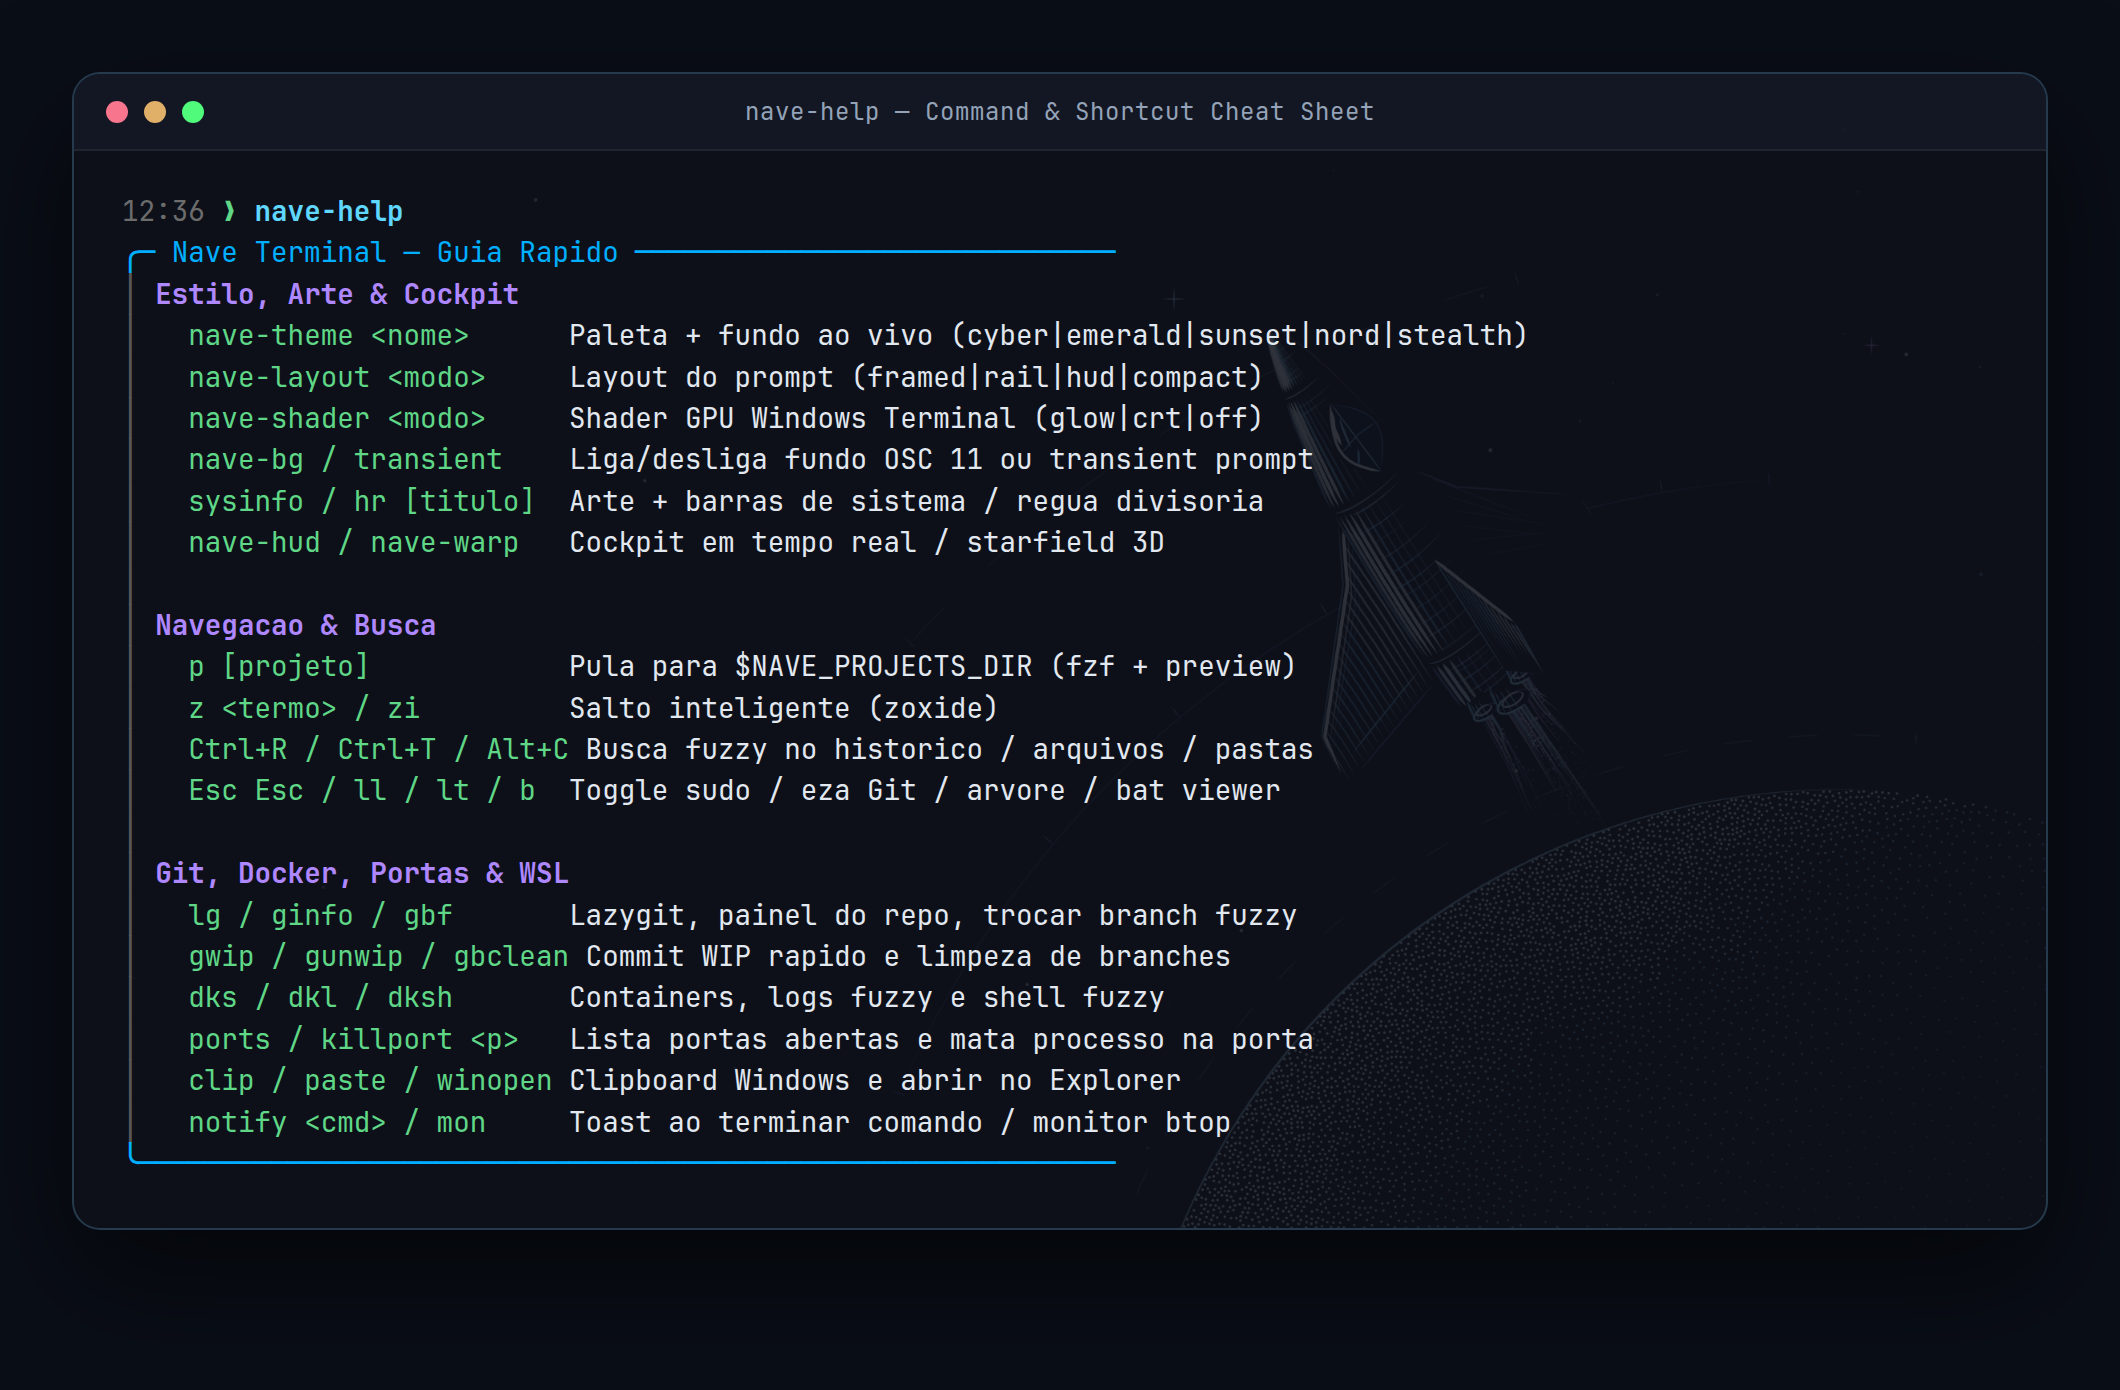 nave-help — Command & Shortcut Cheat Sheet
12:36 ❯ nave-help
Nave Terminal — Guia Rapido
Estilo, Arte & Cockpit
nave-theme <nome> Paleta + fundo ao vivo (cyber|emerald|sunset|nord|stealth)
nave-layout <modo> Layout do prompt (framed|rail|hud|compact)
nave-shader <modo> Shader GPU Windows Terminal (glow|crt|off)
nave-bg / transient Liga/desliga fundo OSC 11 ou transient prompt
sysinfo / hr [titulo] Arte + barras de sistema / regua divisoria
nave-hud / nave-warp Cockpit em tempo real / starfield 3D
Navegacao & Busca
p [projeto] Pula para $NAVE_PROJECTS_DIR (fzf + preview)
z <termo> / zi Salto inteligente (zoxide)
Ctrl+R / Ctrl+T / Alt+C Busca fuzzy no historico / arquivos / pastas
Esc Esc / ll / lt / b Toggle sudo / eza Git / arvore / bat viewer
Git, Docker, Portas & WSL
lg / ginfo / gbf Lazygit, painel do repo, trocar branch fuzzy
gwip / gunwip / gbclean Commit WIP rapido e limpeza de branches
dks / dkl / dksh Containers, logs fuzzy e shell fuzzy
ports / killport <p> Lista portas abertas e mata processo na porta
clip / paste / winopen Clipboard Windows e abrir no Explorer
notify <cmd> / mon Toast ao terminar comando / monitor btop